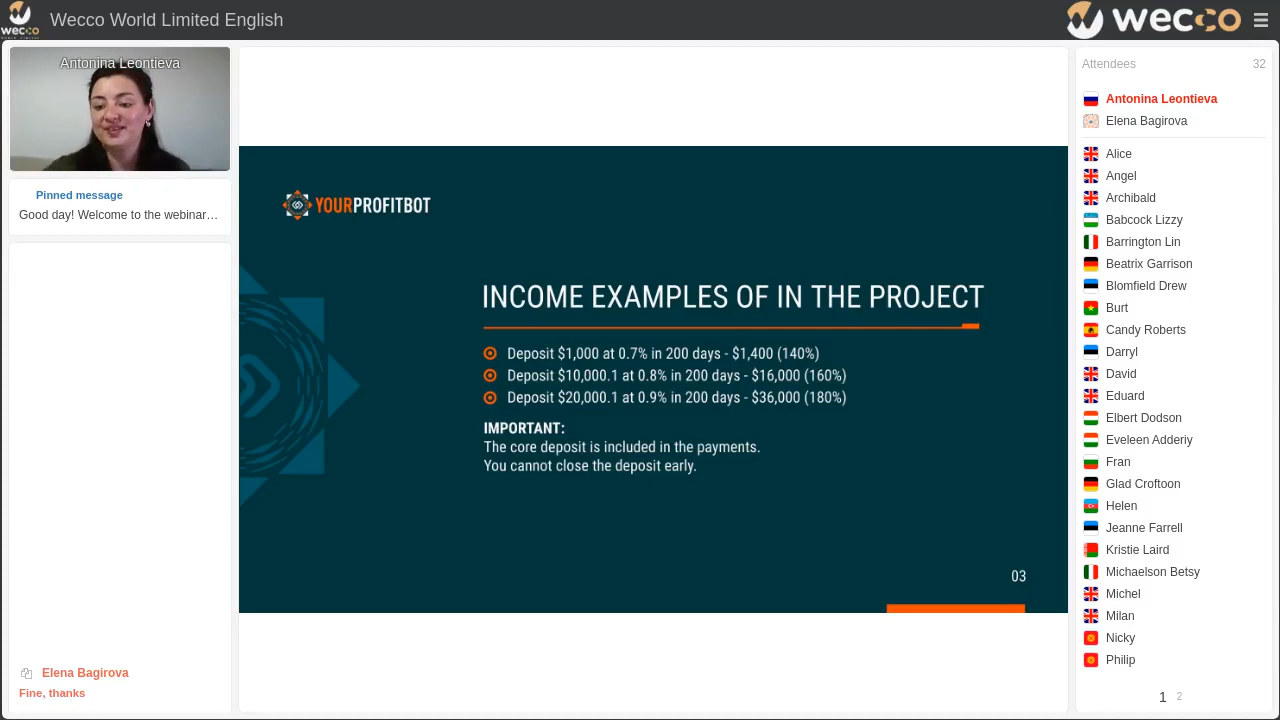 wecco
Wecco World Limited English
wecco
Antonina Leontieva
Pinned message
Good day! Welcome to the webinar…
Elena Bagirova
Fine, thanks
YOURPROFITBOT
INCOME EXAMPLES OF IN THE PROJECT
Deposit $1,000 at 0.7% in 200 days - $1,400 (140%)
Deposit $10,000.1 at 0.8% in 200 days - $16,000 (160%)
Deposit $20,000.1 at 0.9% in 200 days - $36,000 (180%)
IMPORTANT:
The core deposit is included in the payments.
You cannot close the deposit early.
03
Attendees 32
Antonina Leontieva
Elena Bagirova
Alice
Angel
Archibald
Babcock Lizzy
Barrington Lin
Beatrix Garrison
Blomfield Drew
Burt
Candy Roberts
Darryl
David
Eduard
Elbert Dodson
Eveleen Adderiy
Fran
Glad Croftoon
Helen
Jeanne Farrell
Kristie Laird
Michaelson Betsy
Michel
Milan
Nicky
Philip
1 2